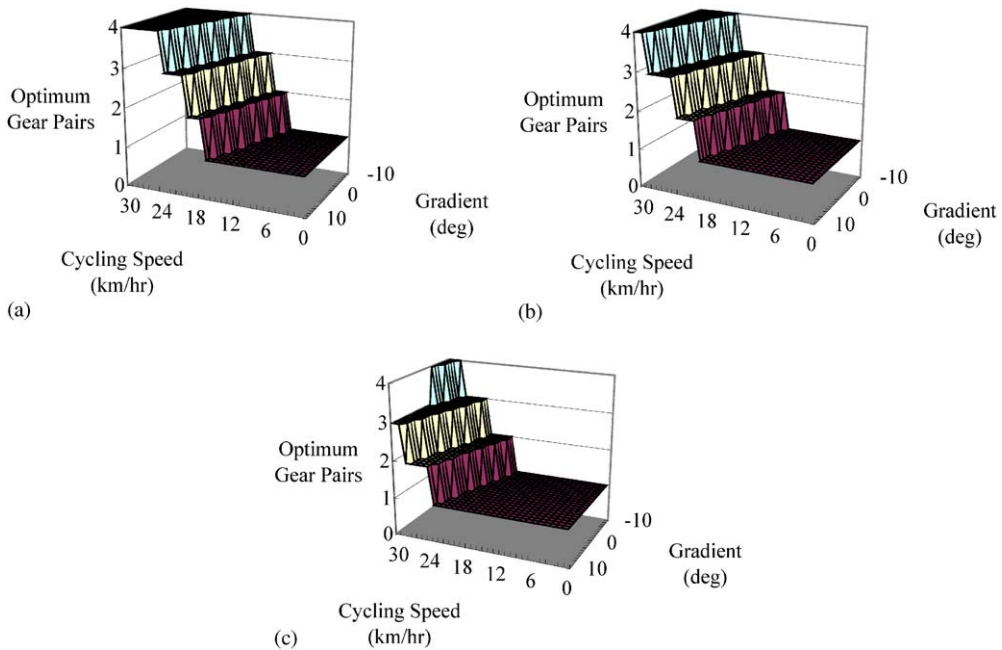 4
3
2
1
0
Optimum
Gear Pairs
30 24 18 12 6 0
-10
0
10
Gradient
(deg)
Cycling Speed
(km/hr)
(a)
4
3
2
1
0
Optimum
Gear Pairs
30 24 18 12 6 0
-10
0
10
Gradient
(deg)
Cycling Speed
(km/hr)
(b)
4
3
2
1
0
Optimum
Gear Pairs
30 24 18 12 6 0
-10
0
10
Gradient
(deg)
Cycling Speed
(km/hr)
(c)